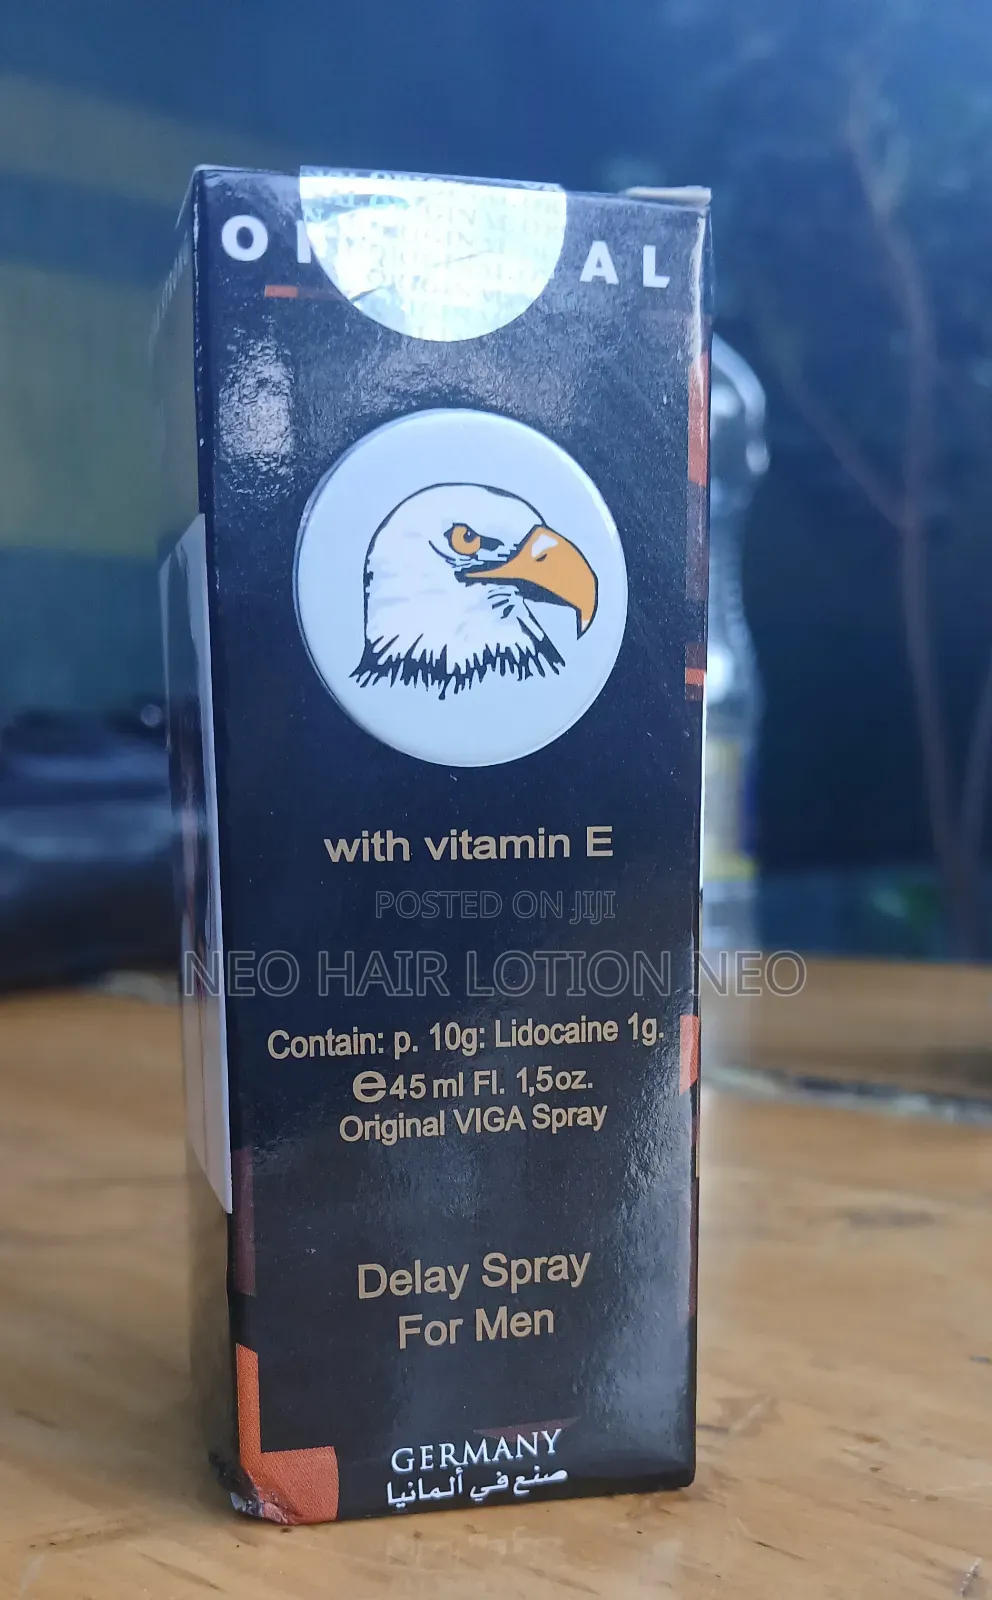 ORIGINAL
with vitamin E
POSTED ON JIJI
NEO HAIR LOTION NEO
Contain: p. 10g: Lidocaine 1g.
e45 ml Fl. 1,5oz.
Original VIGA Spray
Delay Spray
For Men
GERMANY
صنع في ألمانيا